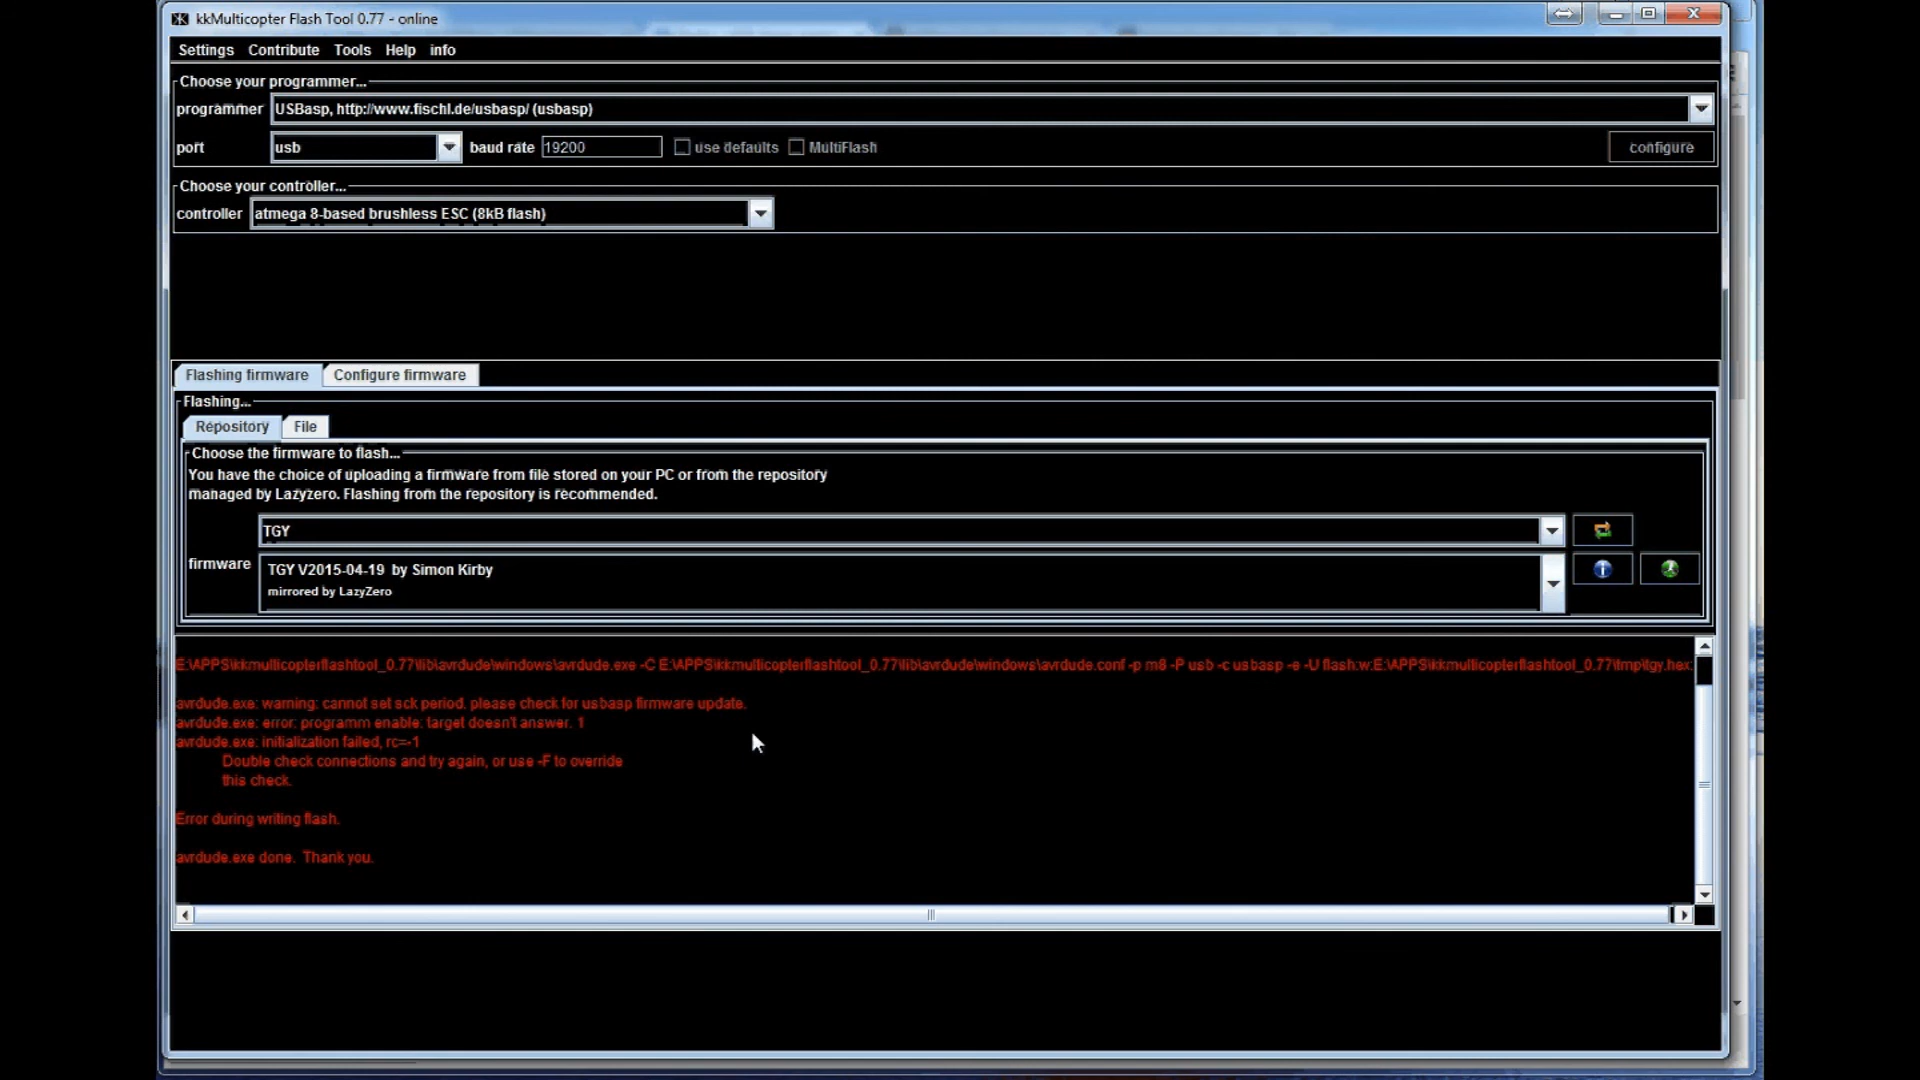 kkMulticopter Flash Tool 0.77 - online
Settings Contribute Tools Help info
Choose your programmer...
programmer USBasp, http://www.fischl.de/usbasp/ (usbasp)
port usb baud rate 19200 use defaults MultiFlash configure
Choose your controller...
controller atmega 8-based brushless ESC (8kB flash)
Flashing firmware Configure firmware
Flashing...
Repository File
Choose the firmware to flash...
You have the choice of uploading a firmware from file stored on your PC or from the repository
managed by Lazyzero. Flashing from the repository is recommended.
TGY
firmware TGY V2015-04-19 by Simon Kirby
mirrored by LazyZero
E:\APPS\kkmulticopterflashtool_0.77\lib\avrdude\windows\avrdude.exe -C E:\APPS\kkmulticopterflashtool_0.77\lib\avrdude\windows\avrdude.conf -p m8 -P usb -c usbasp -e -U flash:w:E:\APPS\kkmulticopterflashtool_0.77\tmp\tgy.hex:
avrdude.exe: warning: cannot set sck period. please check for usbasp firmware update.
avrdude.exe: error: programm enable: target doesn't answer. 1
avrdude.exe: initialization failed, rc=-1
Double check connections and try again, or use -F to override
this check.
Error during writing flash.
avrdude.exe done. Thank you.